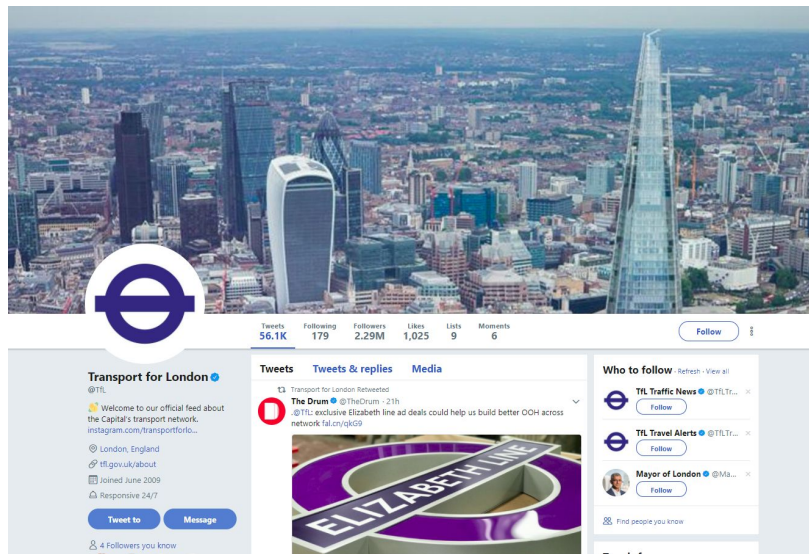 Tweets Following Followers Likes Lists Moments
56.1K 179 2.29M 1,025 9 6
Follow
Transport for London
@TfL
Welcome to our official feed about
the Capital's transport network.
instagram.com/transportforlo...
London, England
tfl.gov.uk/about
Joined June 2009
Responsive 24/7
Tweet to Message
4 Followers you know
Tweets Tweets & replies Media
Transport for London Retweeted
The Drum @TheDrum · 21h
.@TfL: exclusive Elizabeth line ad deals could help us build better OOH across
network fal.cn/qkG9
ELIZABETH LINE
Who to follow · Refresh · View all
TfL Traffic News @TfLTr... ×
Follow
TfL Travel Alerts @TfLTr... ×
Follow
Mayor of London @Ma... ×
Follow
Find people you know